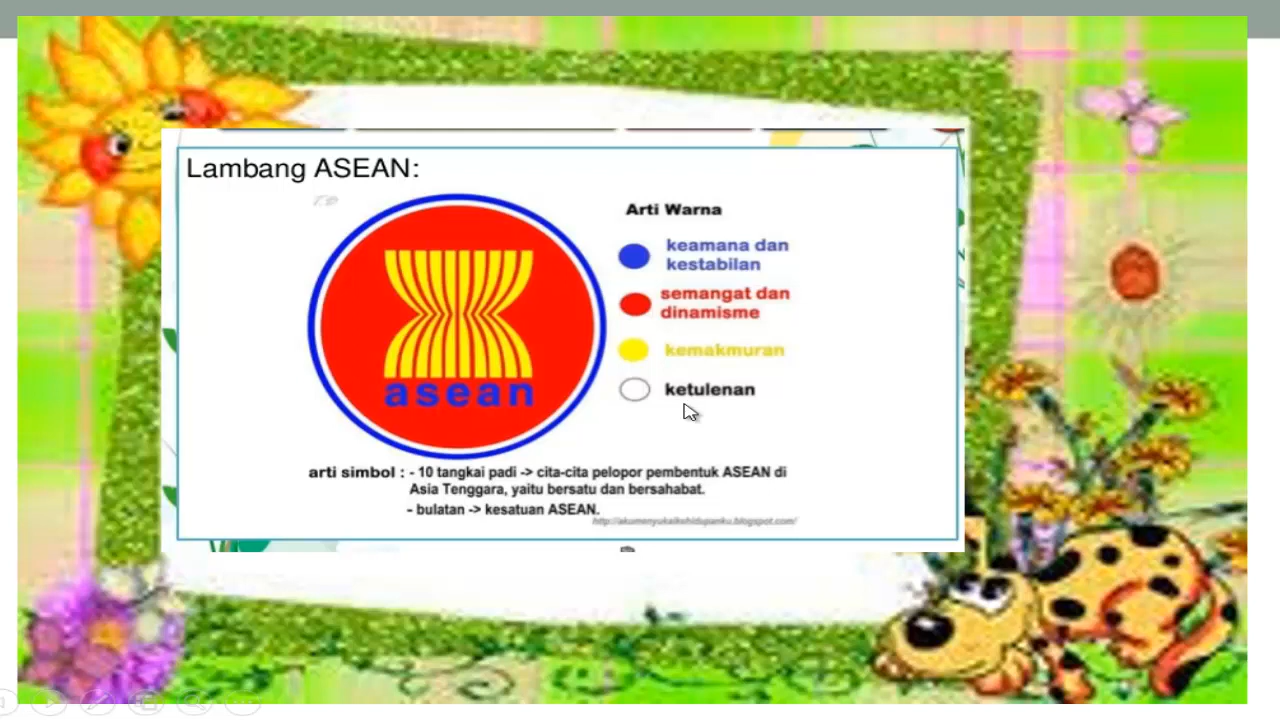 Lambang ASEAN:
Arti Warna
keamana dan
kestabilan
semangat dan
dinamisme
kemakmuran
ketulenan
asean
arti simbol : - 10 tangkai padi -> cita-cita pelopor pembentuk ASEAN di
Asia Tenggara, yaitu bersatu dan bersahabat.
- bulatan -> kesatuan ASEAN.